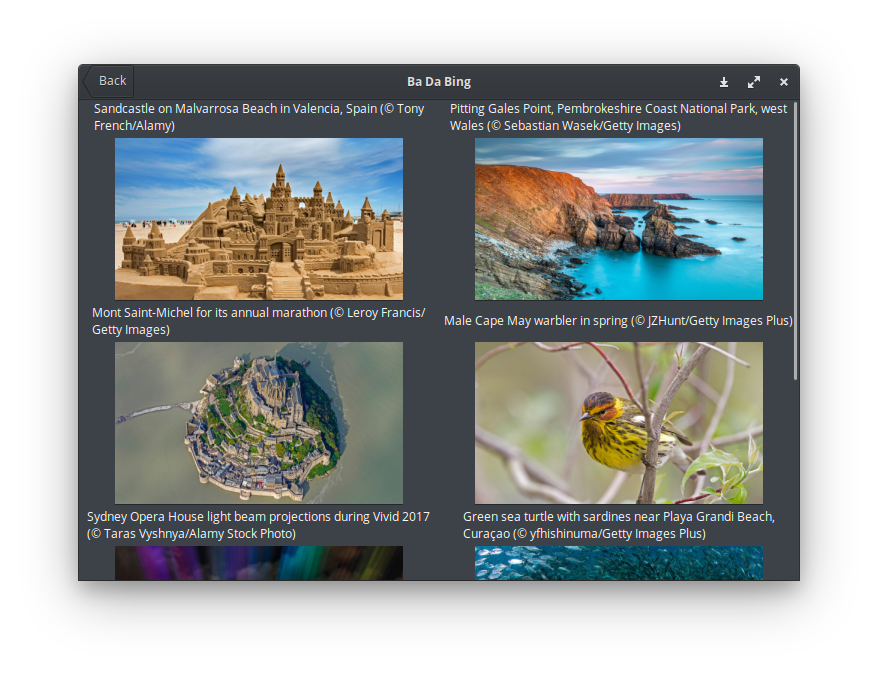 Back
Ba Da Bing
Sandcastle on Malvarrosa Beach in Valencia, Spain (© Tony
French/Alamy)
Pitting Gales Point, Pembrokeshire Coast National Park, west
Wales (© Sebastian Wasek/Getty Images)
Mont Saint-Michel for its annual marathon (© Leroy Francis/
Getty Images)
Male Cape May warbler in spring (© JZHunt/Getty Images Plus)
Sydney Opera House light beam projections during Vivid 2017
(© Taras Vyshnya/Alamy Stock Photo)
Green sea turtle with sardines near Playa Grandi Beach,
Curaçao (© yfhishinuma/Getty Images Plus)